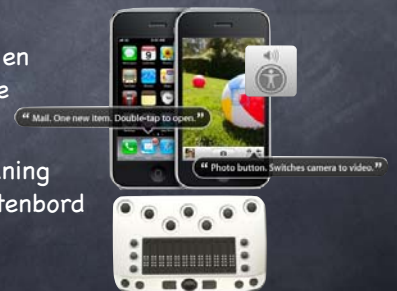 en
e
“ Mail. One new item. Double-tap to open.”
“ Photo button. Switches camera to video.”
ning
tenbord